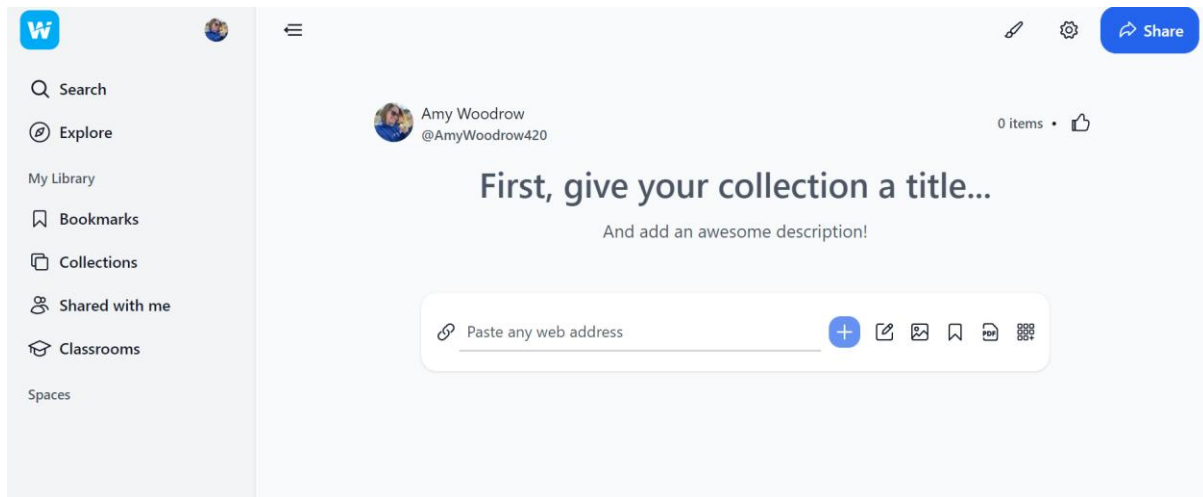 W
Search
Explore
My Library
Bookmarks
Collections
Shared with me
Classrooms
Spaces
Share
Amy Woodrow
@AmyWoodrow420
0 items •
First, give your collection a title...
And add an awesome description!
Paste any web address
PDF